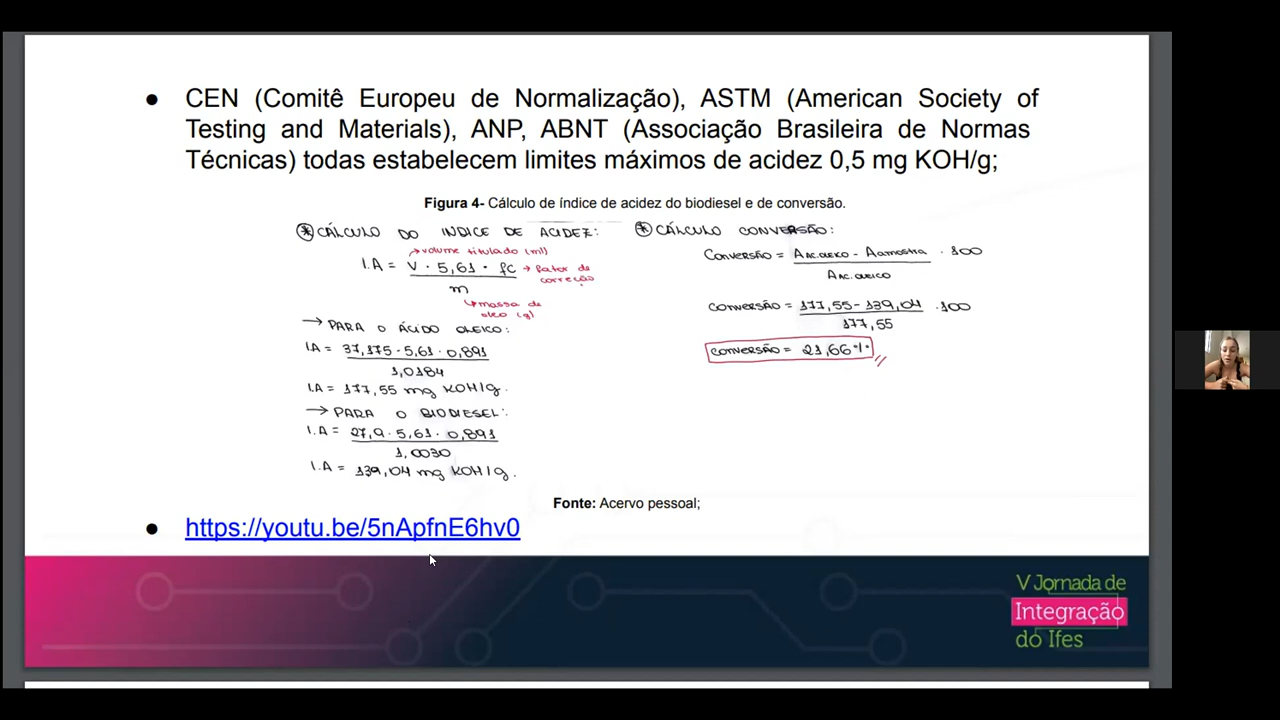 ● CEN (Comitê Europeu de Normalização), ASTM (American Society of
Testing and Materials), ANP, ABNT (Associação Brasileira de Normas
Técnicas) todas estabelecem limites máximos de acidez 0,5 mg KOH/g;
Figura 4- Cálculo de índice de acidez do biodiesel e de conversão.
* CÁLCULO DO INDICE DE ACIDEZ:
→ volume titulado (ml)
I.A = V · 5,61 · fc → fator de correção
m
↳ massa de óleo (g)
→ PARA O ÁCIDO OLEICO:
I.A = 37,175 · 5,61 · 0,891
1,0184
I.A = 177,55 mg KOH/g.
→ PARA O BIODIESEL:
I.A = 27,9 · 5,61 · 0,891
1,0030
I.A = 139,04 mg KOH/g.
* CÁLCULO CONVERSÃO:
CONVERSÃO = A AC.OLEICO - A amostra · 100
A AC.OLEICO
CONVERSÃO = 177,55 - 139,04 · 100
177,55
CONVERSÃO = 21,66 %
Fonte: Acervo pessoal;
● https://youtu.be/5nApfnE6hv0
V Jornada de
Integração
do Ifes